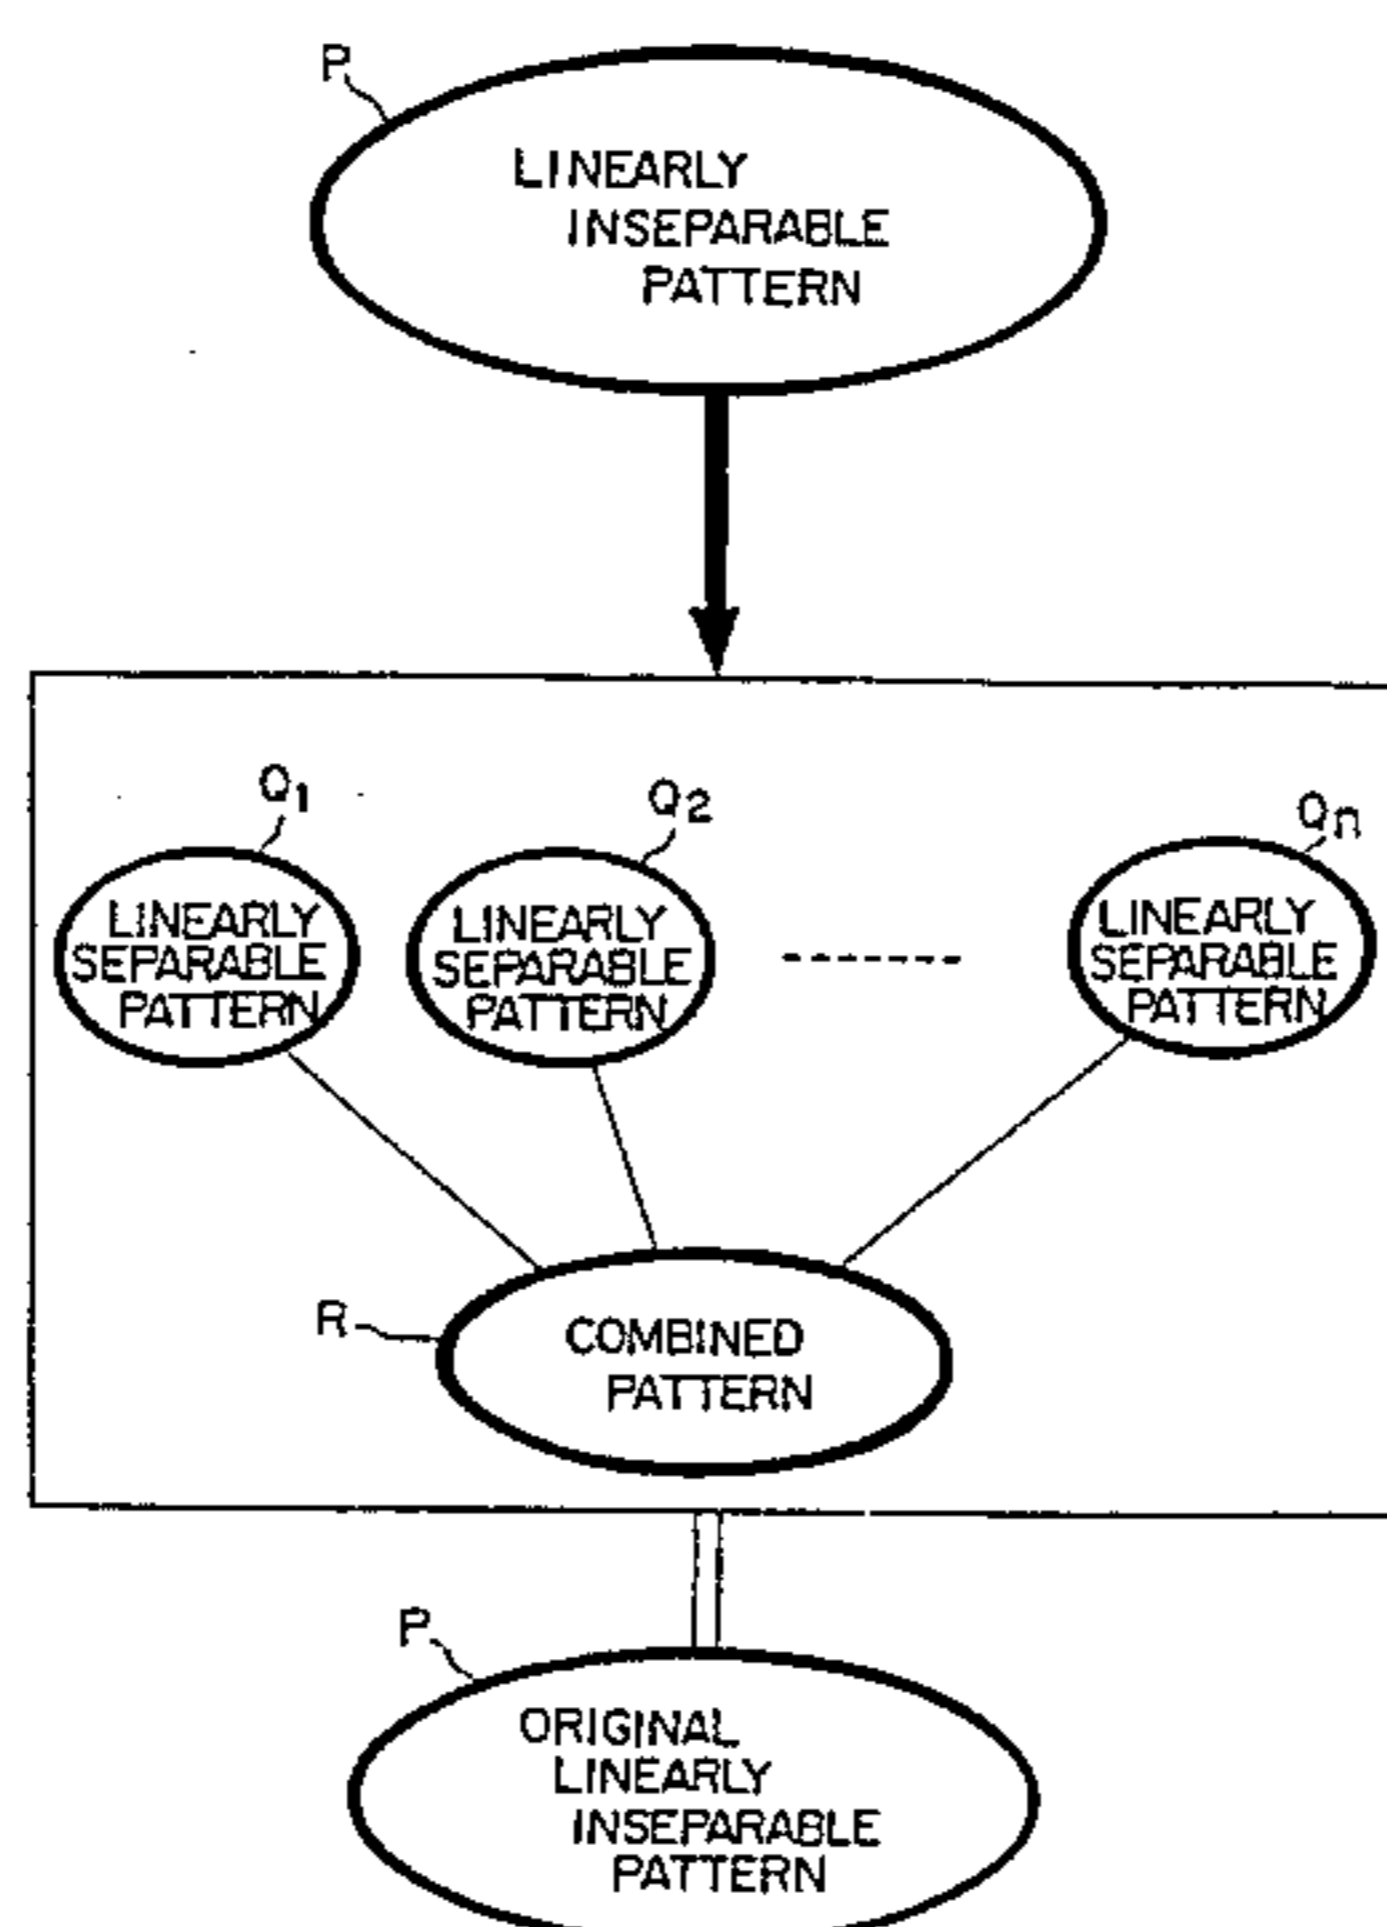 P
LINEARLY
INSEPARABLE
PATTERN
Q1
Q2
Qn
LINEARLY
SEPARABLE
PATTERN
LINEARLY
SEPARABLE
PATTERN
LINEARLY
SEPARABLE
PATTERN
R
COMBINED
PATTERN
P
ORIGINAL
LINEARLY
INSEPARABLE
PATTERN